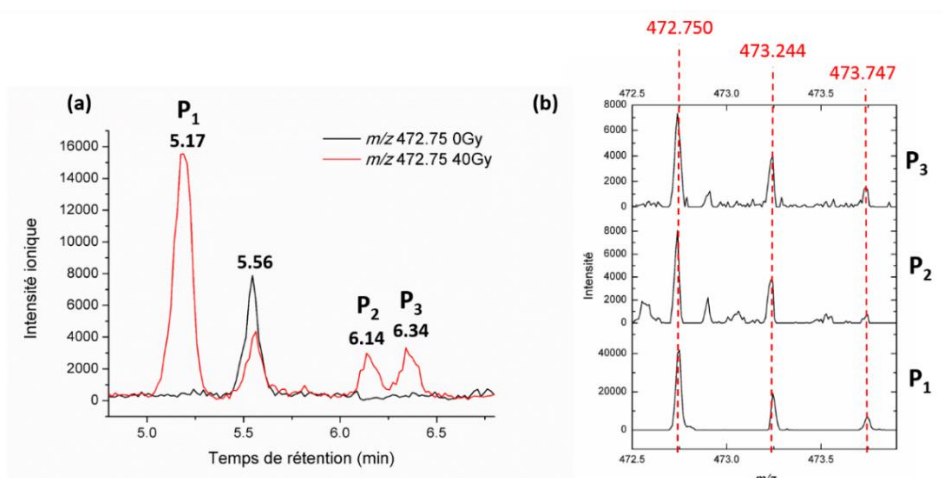 (a)
P1
5.17
m/z 472.75 0Gy
m/z 472.75 40Gy
5.56
P2
6.14
P3
6.34
Intensité ionique
16000
14000
12000
10000
8000
6000
4000
2000
0
5.0 5.5 6.0 6.5
Temps de rétention (min)
(b)
472.750
473.244
473.747
472.5 473.0 473.5
8000
6000
4000
2000
0
P3
8000
6000
4000
2000
0
P2
Intensité
40000
20000
0
P1
472.5 473.0 473.5
m/z